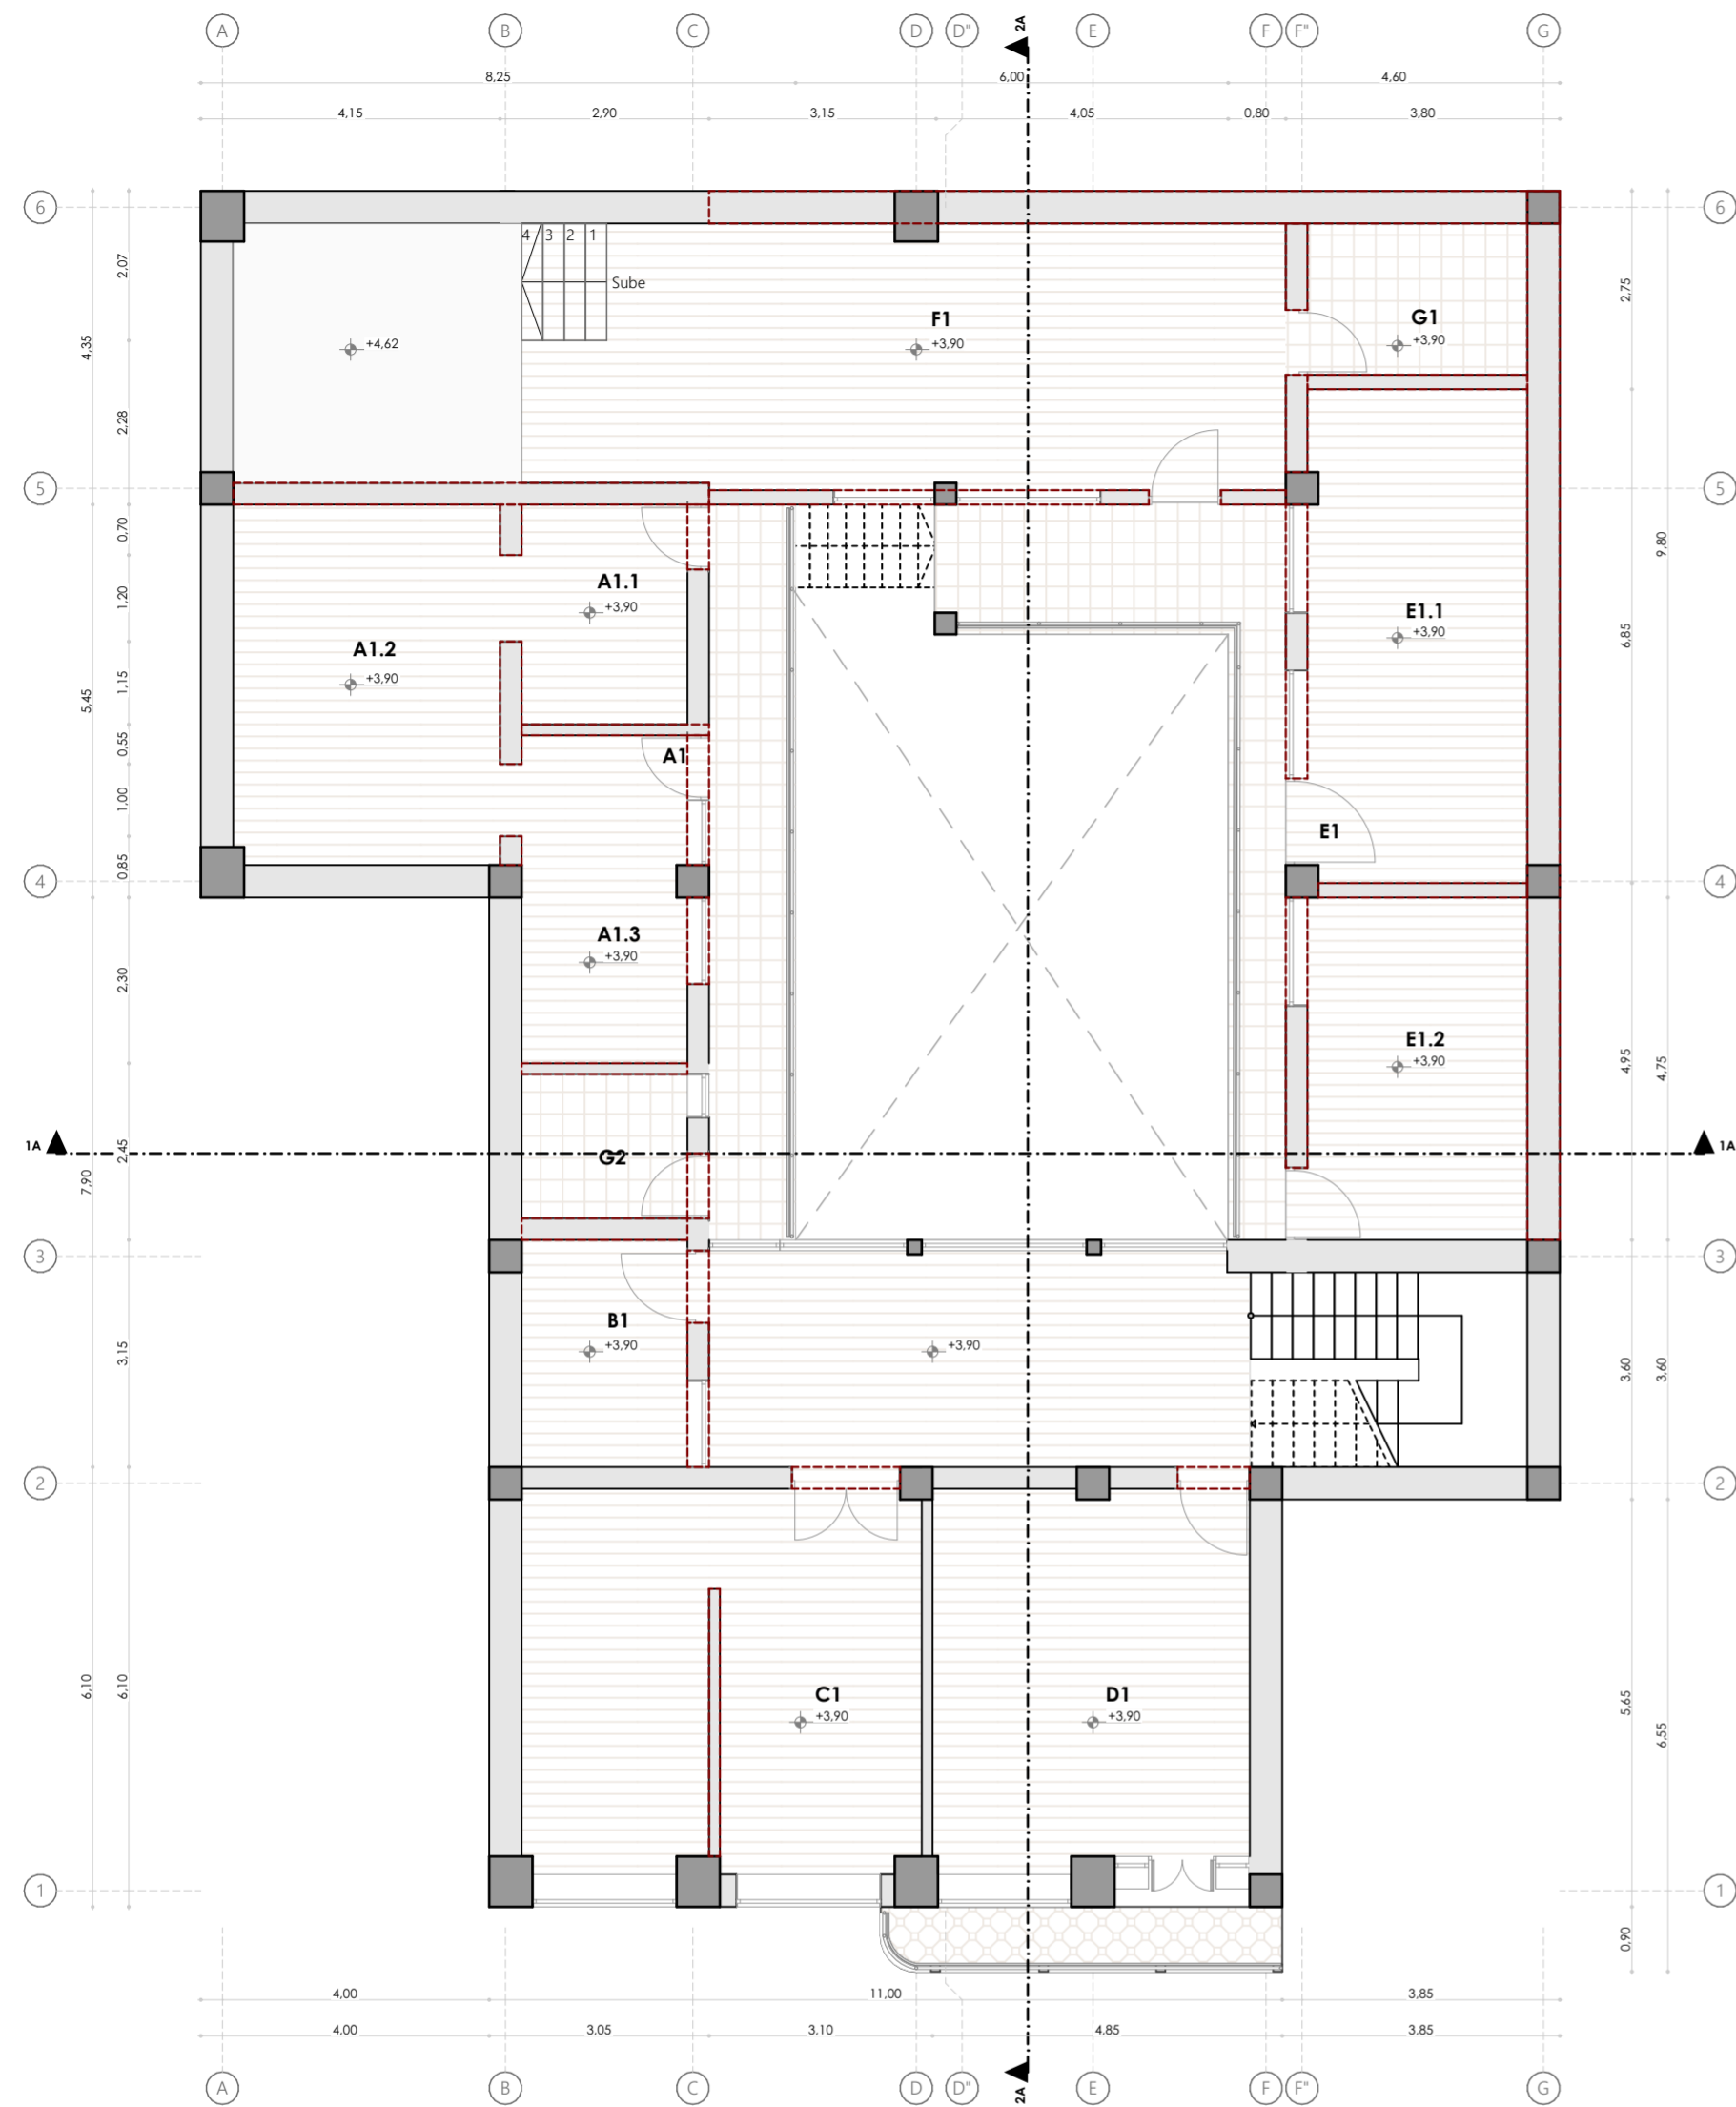 A B C D D" 2A E F F" G
8,25 6,00 4,60
4,15 2,90 3,15 4,05 0,80 3,80
6 6
4 3 2 1
Sube
2,07 2,75
F1 G1
+4,62 +3,90 +3,90
4,35
2,28
5 5
0,70 9,80
A1.1
1,20 +3,90
E1.1
+3,90
6,85
A1.2
+3,90
1,15
5,45
0,55
A1
1,00
E1
0,85
4 4
A1.3
+3,90
2,30
E1.2
+3,90
4,95 4,75
1A 1A
2,45
G2
7,90
3 3
B1
+3,90 +3,90
3,15 3,60 3,60
2 2
6,10 6,10
C1 D1
+3,90 +3,90
5,65
6,55
1 1
0,90
4,00 11,00 3,85
4,00 3,05 3,10 4,85 3,85
A B C D D" 2A E F F" G